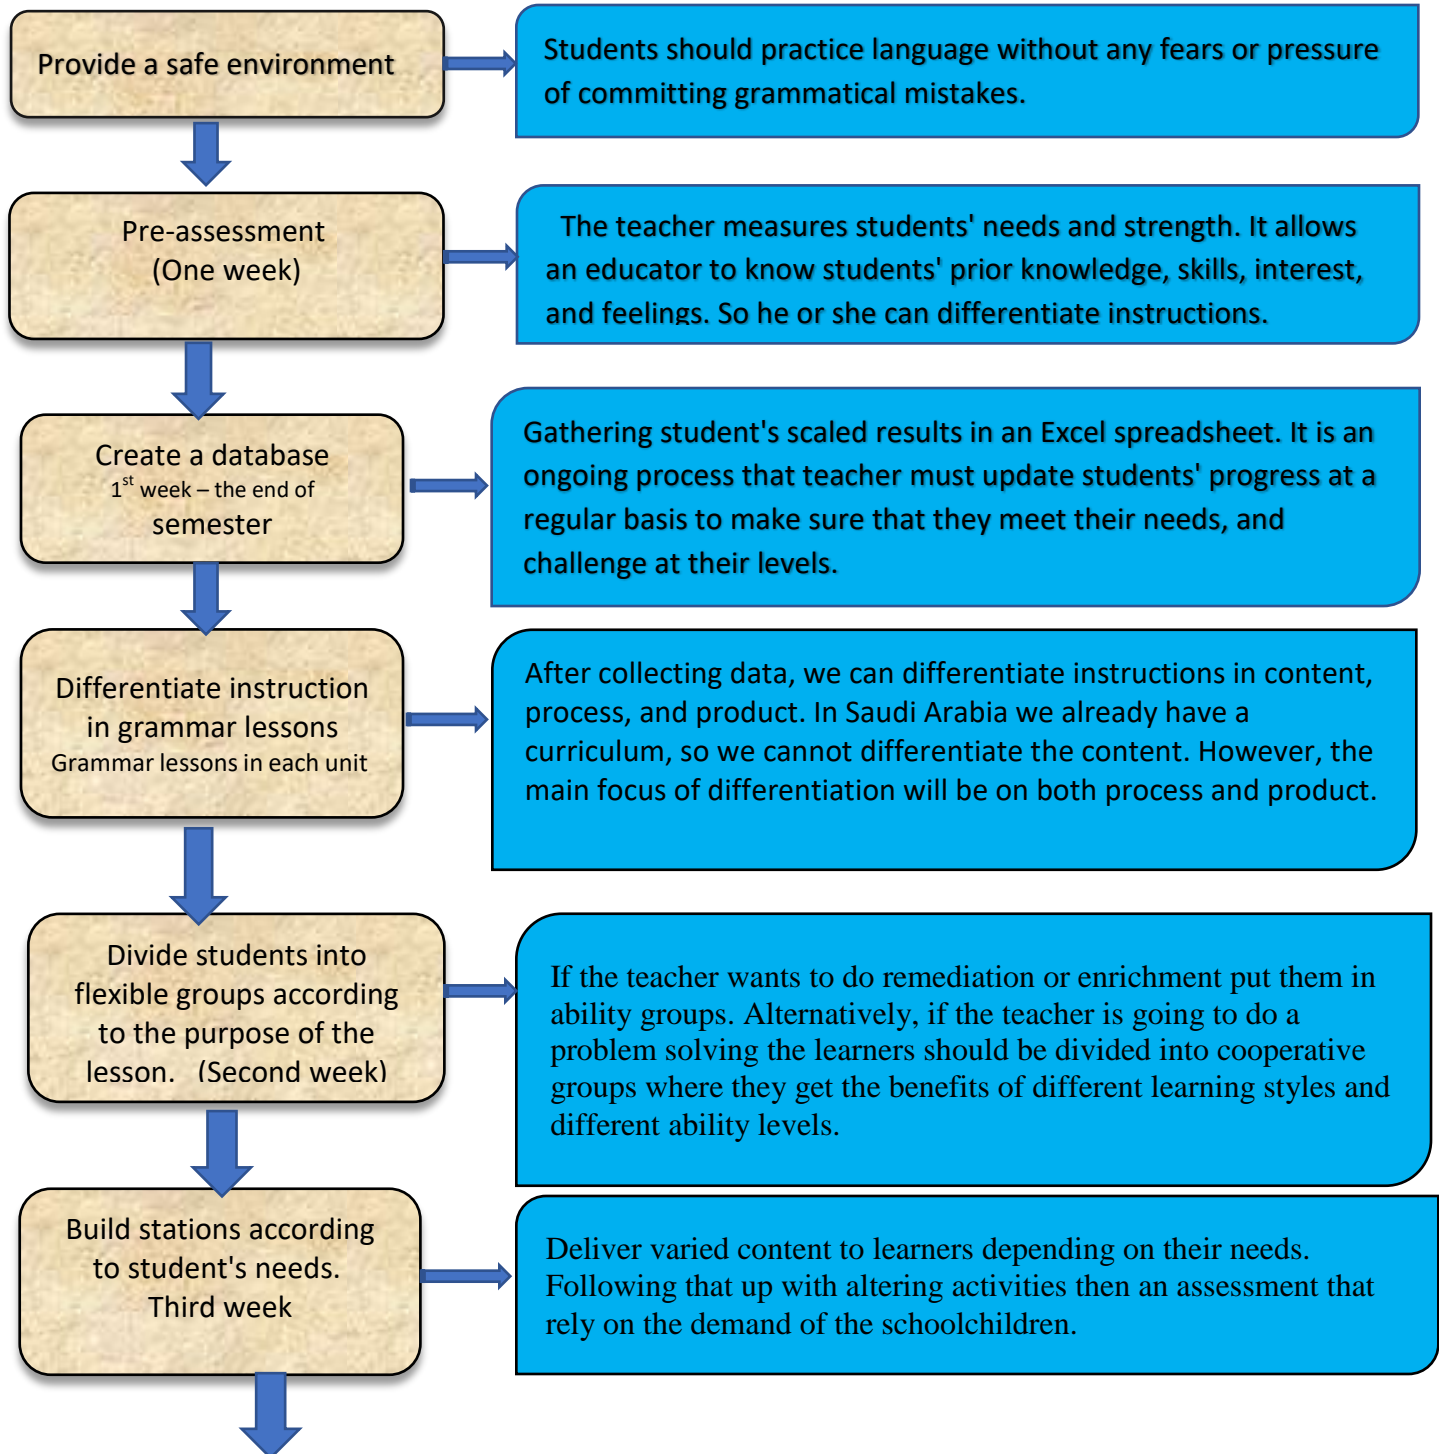 Provide a safe environment
Students should practice language without any fears or pressure
of committing grammatical mistakes.
Pre-assessment
(One week)
The teacher measures students' needs and strength. It allows
an educator to know students' prior knowledge, skills, interest,
and feelings. So he or she can differentiate instructions.
Create a database
1st week – the end of
semester
Gathering student's scaled results in an Excel spreadsheet. It is an
ongoing process that teacher must update students' progress at a
regular basis to make sure that they meet their needs, and
challenge at their levels.
Differentiate instruction
in grammar lessons
Grammar lessons in each unit
After collecting data, we can differentiate instructions in content,
process, and product. In Saudi Arabia we already have a
curriculum, so we cannot differentiate the content. However, the
main focus of differentiation will be on both process and product.
Divide students into
flexible groups according
to the purpose of the
lesson. (Second week)
If the teacher wants to do remediation or enrichment put them in
ability groups. Alternatively, if the teacher is going to do a
problem solving the learners should be divided into cooperative
groups where they get the benefits of different learning styles and
different ability levels.
Build stations according
to student's needs.
Third week
Deliver varied content to learners depending on their needs.
Following that up with altering activities then an assessment that
rely on the demand of the schoolchildren.